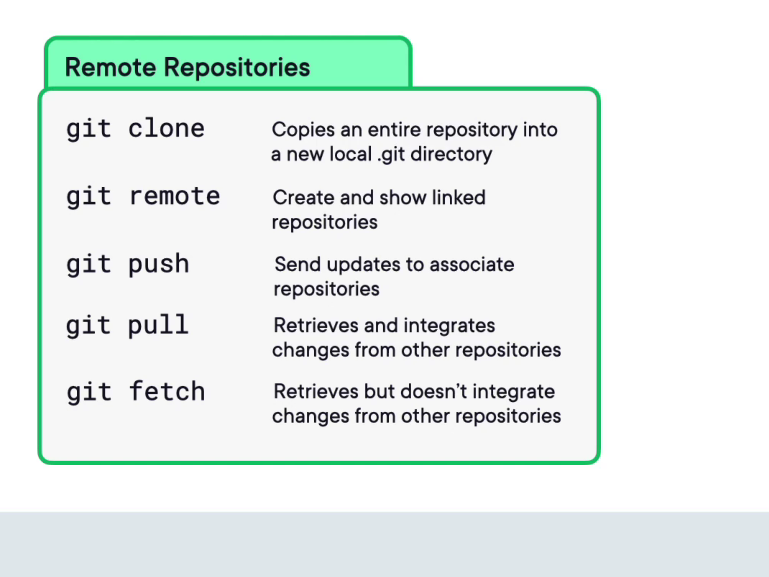 Remote Repositories
git clone
Copies an entire repository into
a new local .git directory
git remote
Create and show linked
repositories
git push
Send updates to associate
repositories
git pull
Retrieves and integrates
changes from other repositories
git fetch
Retrieves but doesn’t integrate
changes from other repositories